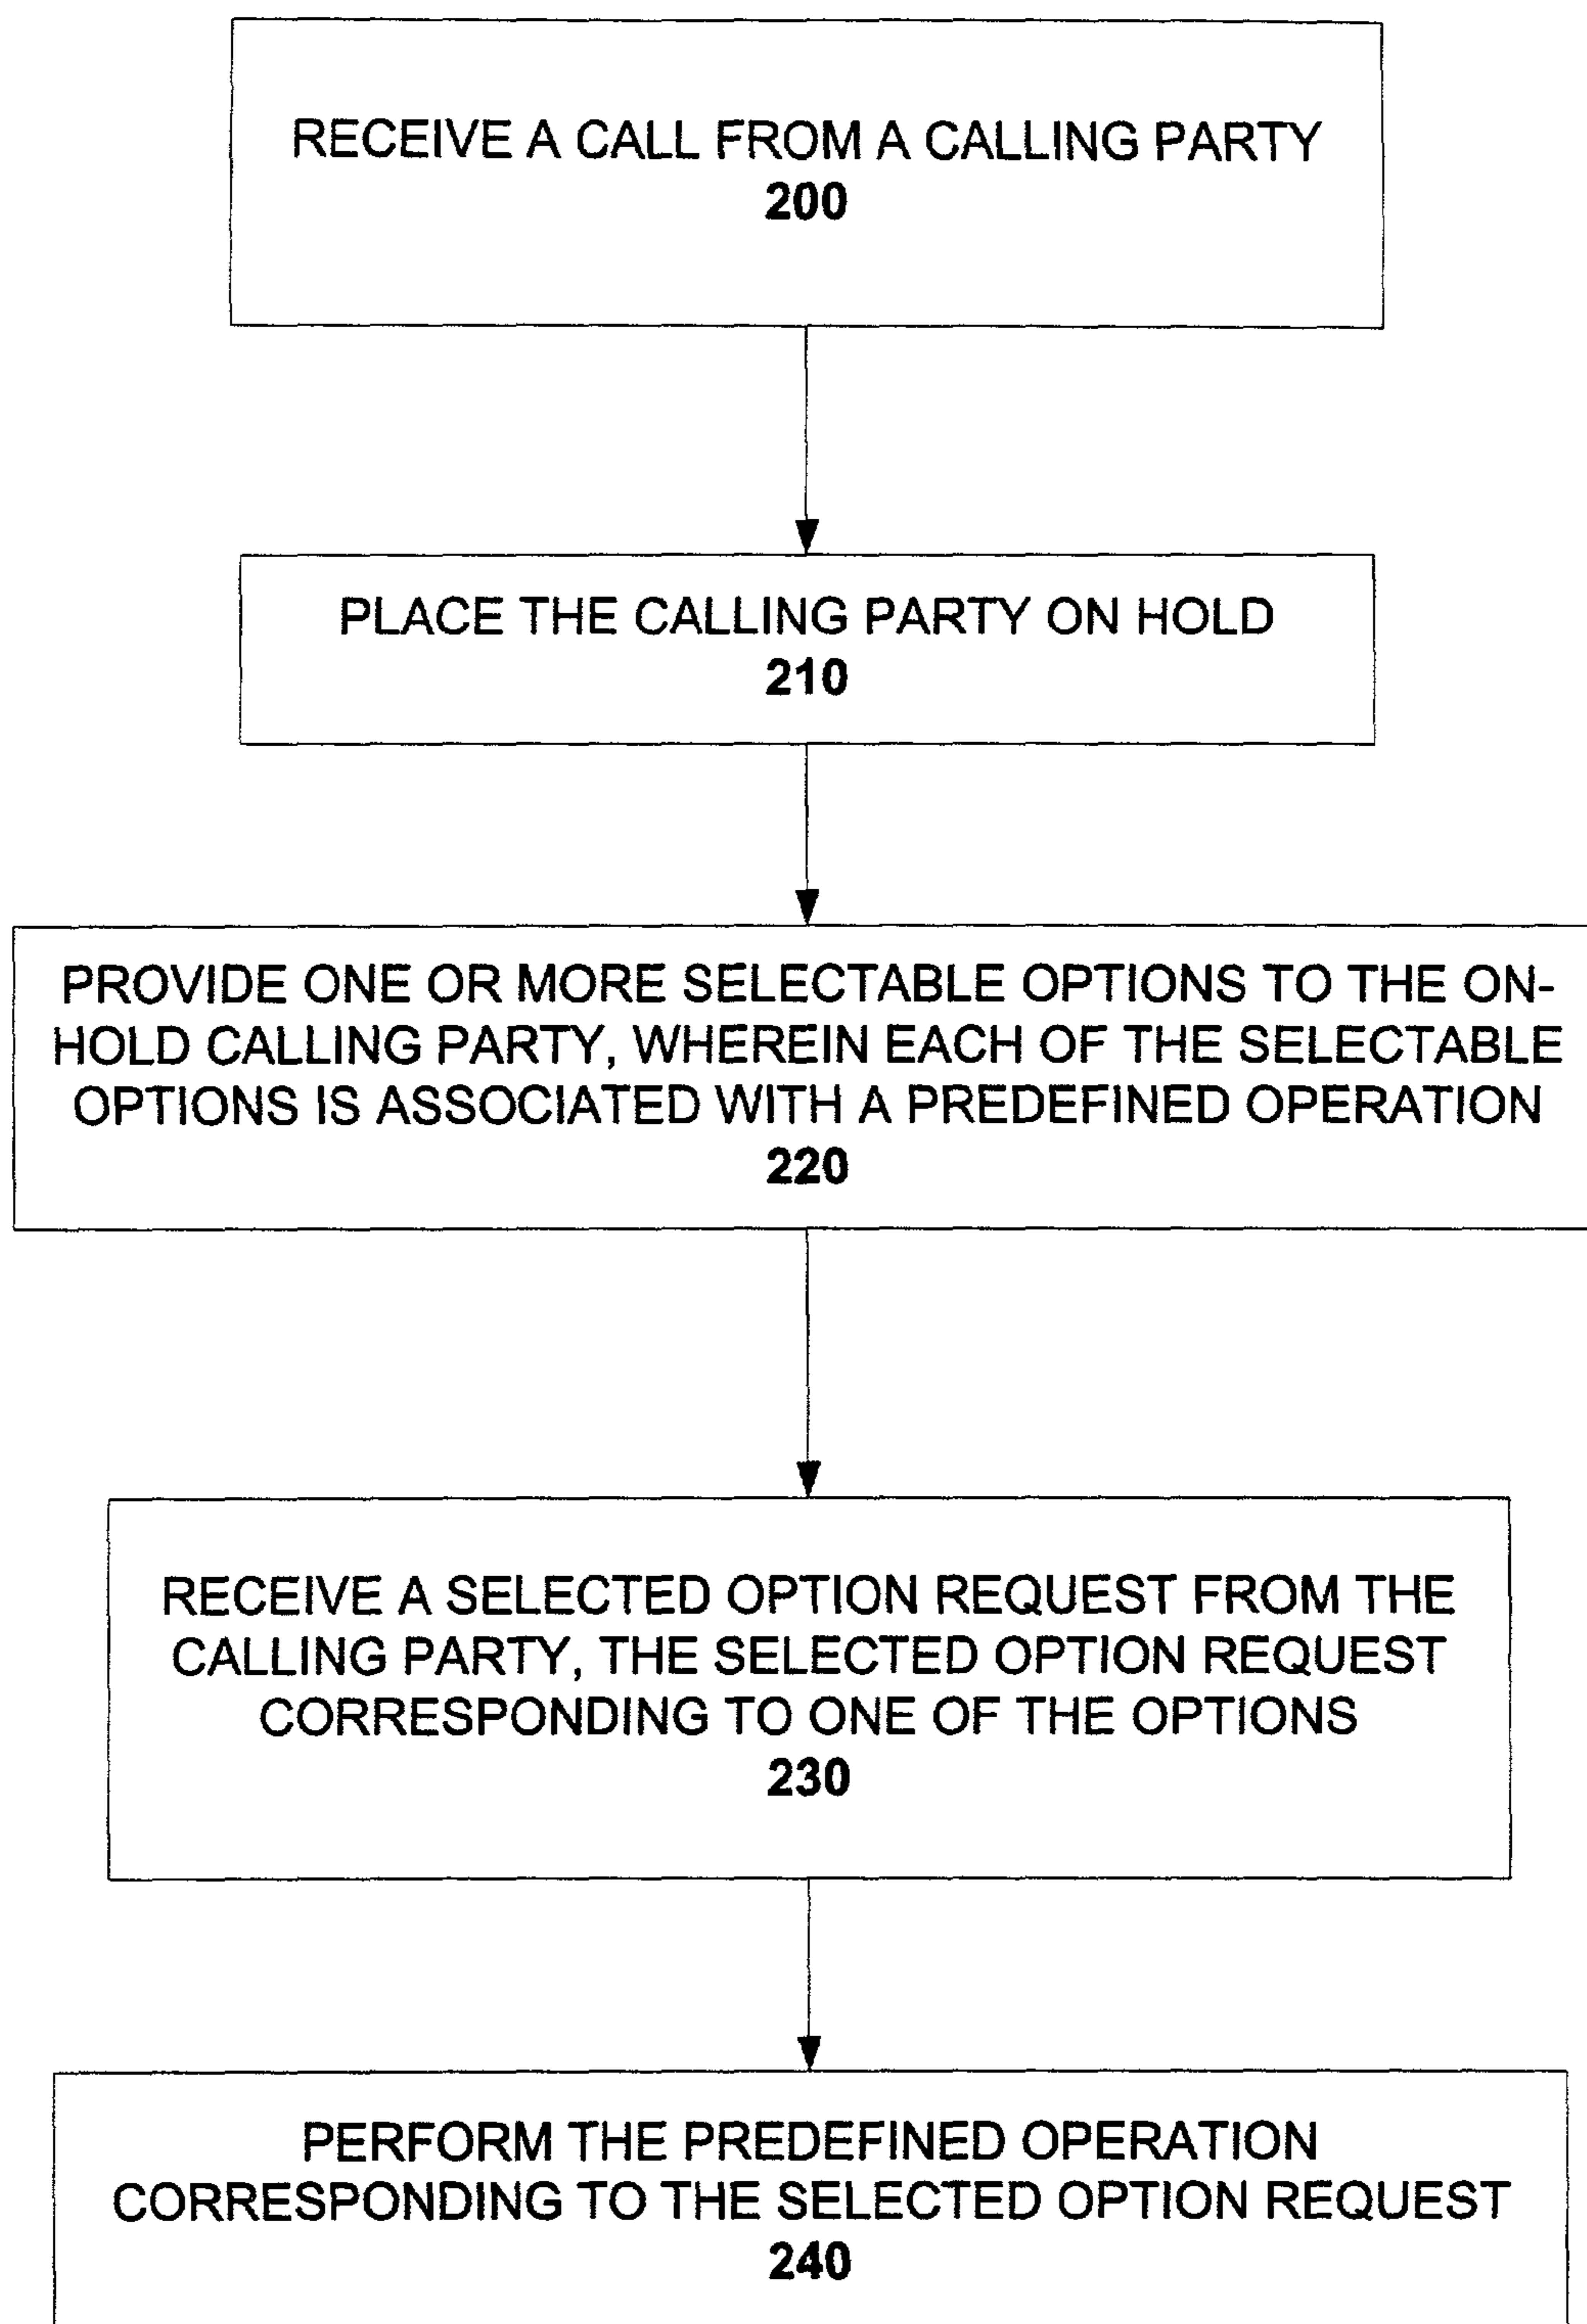 RECEIVE A CALL FROM A CALLING PARTY
200
PLACE THE CALLING PARTY ON HOLD
210
PROVIDE ONE OR MORE SELECTABLE OPTIONS TO THE ON-
HOLD CALLING PARTY, WHEREIN EACH OF THE SELECTABLE
OPTIONS IS ASSOCIATED WITH A PREDEFINED OPERATION
220
RECEIVE A SELECTED OPTION REQUEST FROM THE
CALLING PARTY, THE SELECTED OPTION REQUEST
CORRESPONDING TO ONE OF THE OPTIONS
230
PERFORM THE PREDEFINED OPERATION
CORRESPONDING TO THE SELECTED OPTION REQUEST
240